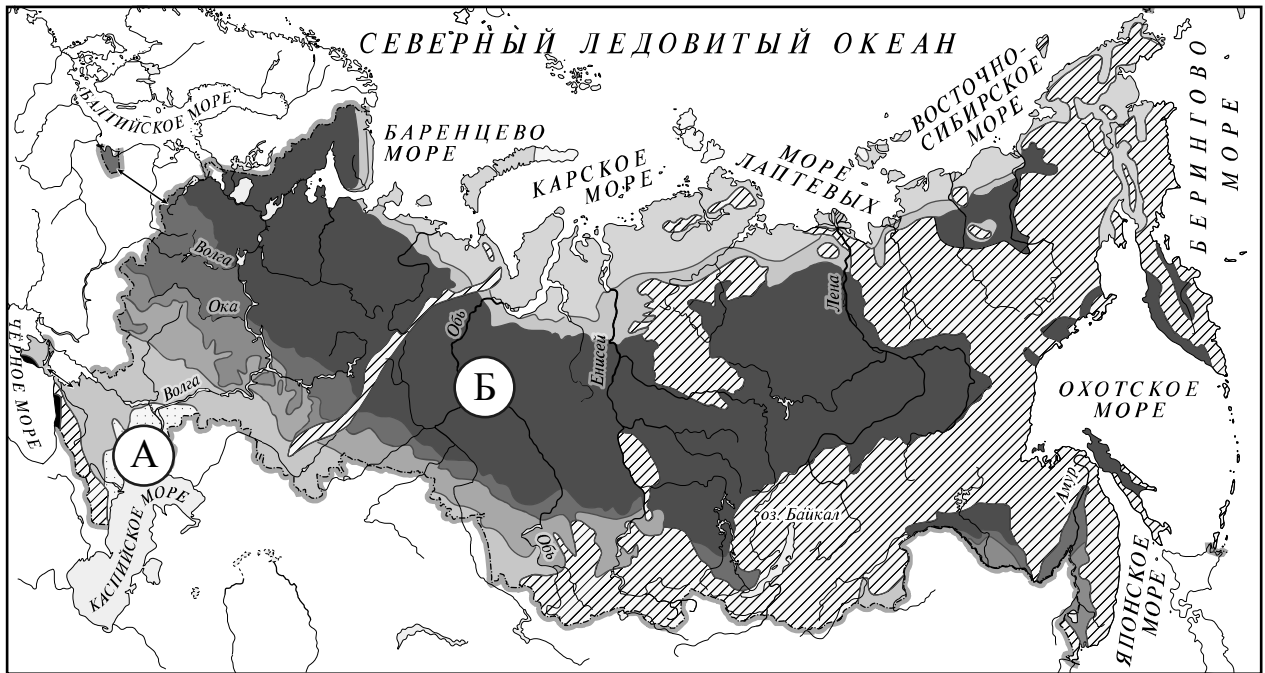 СЕВЕРНЫЙ ЛЕДОВИТЫЙ ОКЕАН
БАЛТИЙСКОЕ МОРЕ
БАРЕНЦЕВО
МОРЕ
КАРСКОЕ
МОРЕ
МОРЕ
ЛАПТЕВЫХ
ВОСТОЧНО-
СИБИРСКОЕ
МОРЕ
БЕРИНГОВО
МОРЕ
Волга
Ока
Обь
Енисей
Лена
ЧЁРНОЕ МОРЕ
Волга
Б
А
ОХОТСКОЕ
МОРЕ
КАСПИЙСКОЕ МОРЕ
Обь
оз. Байкал
Амур
ЯПОНСКОЕ
МОРЕ